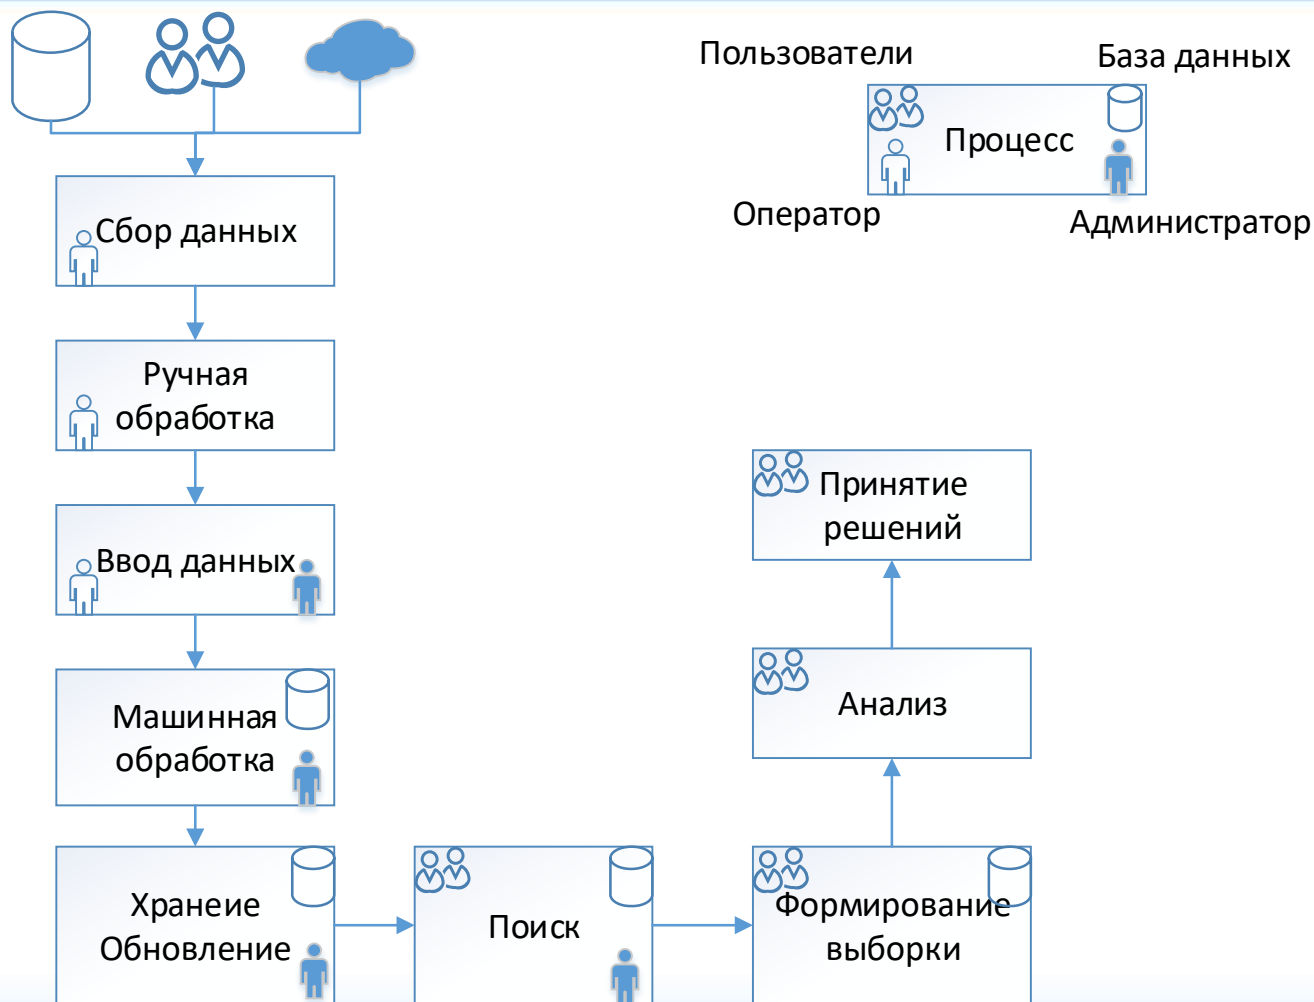 Пользователи
База данных
Процесс
Оператор
Администратор
Сбор данных
Ручная
обработка
Ввод данных
Машинная
обработка
Хранеие
Обновление
Поиск
Формирование
выборки
Анализ
Принятие
решений